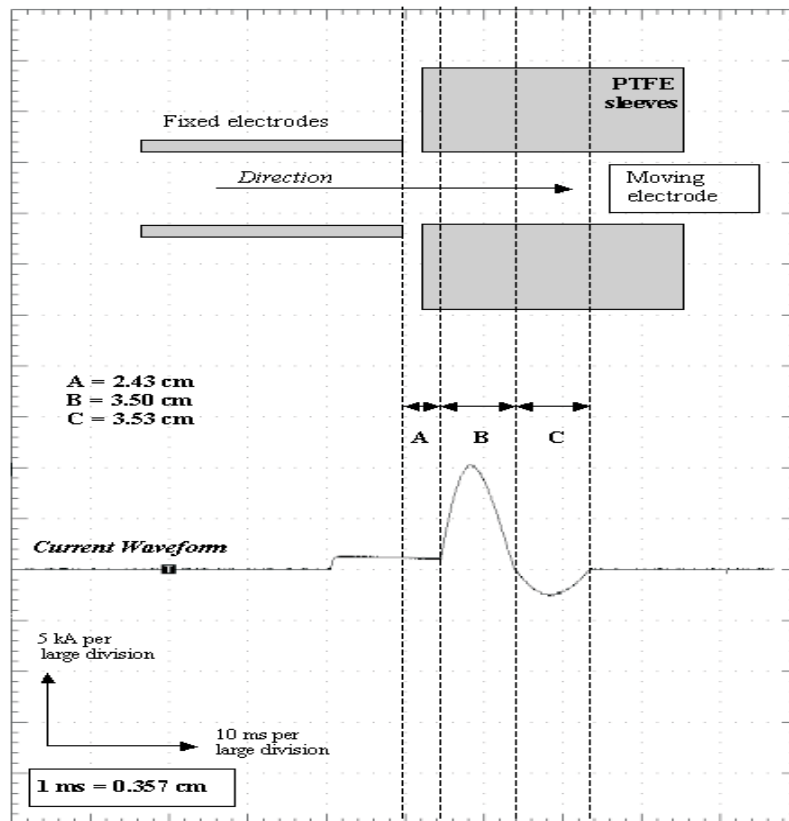 PTFE
sleeves
Fixed electrodes
Direction
Moving
electrode
A = 2.43 cm
B = 3.50 cm
C = 3.53 cm
A
B
C
Current Waveform
T
5 kA per
large division
10 ms per
large division
1 ms = 0.357 cm